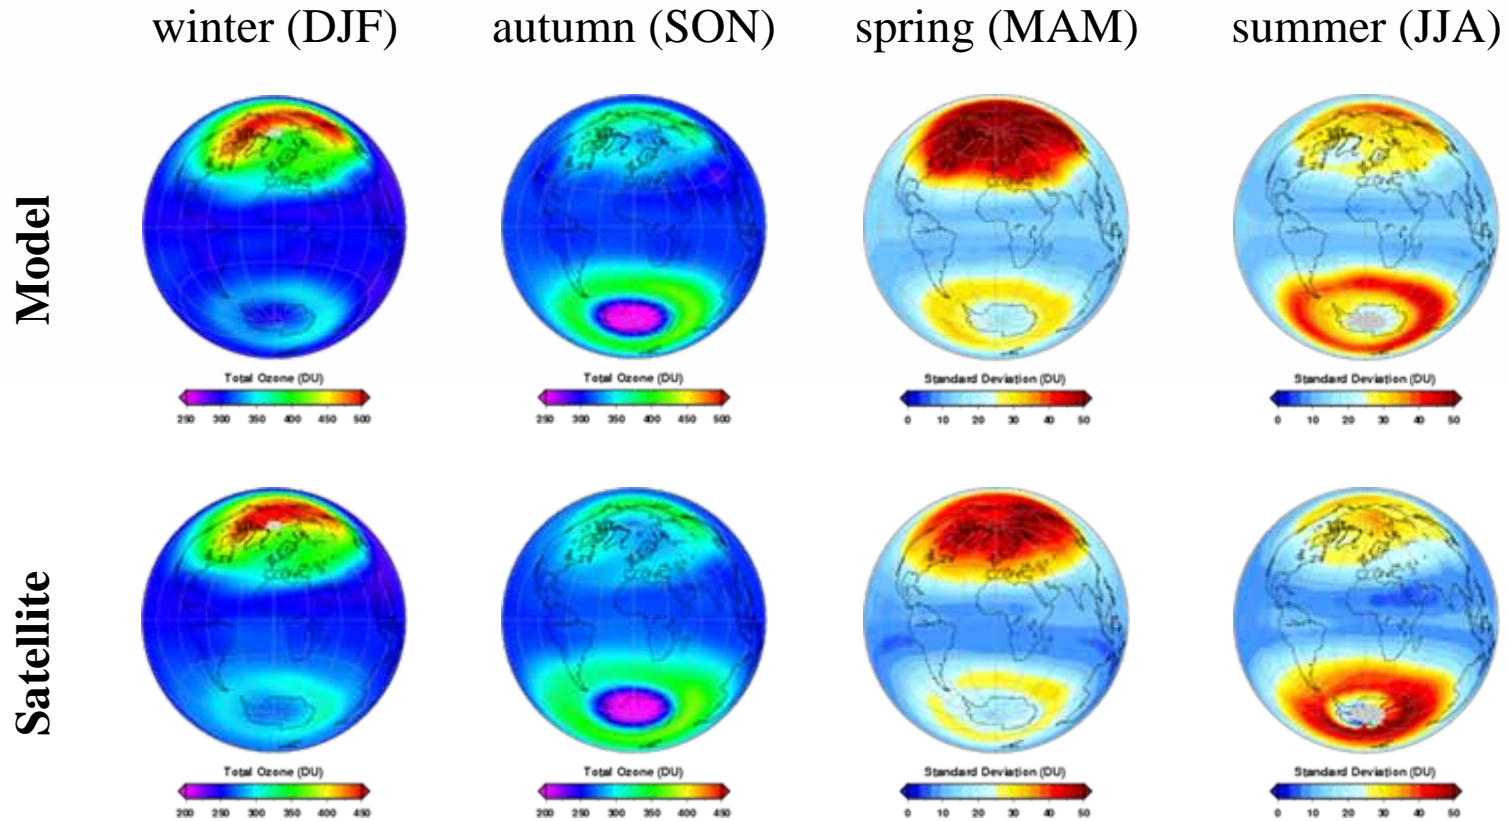 winter (DJF) autumn (SON) spring (MAM) summer (JJA)
Model
Total Ozone (DU) Total Ozone (DU) Standard Deviation (DU) Standard Deviation (DU)
250 300 350 400 450 500 250 300 350 400 450 500 0 10 20 30 40 50 0 10 20 30 40 50
Satellite
Total Ozone (DU) Total Ozone (DU) Standard Deviation (DU) Standard Deviation (DU)
200 250 300 350 400 450 200 250 300 350 400 450 0 10 20 30 40 50 0 10 20 30 40 50